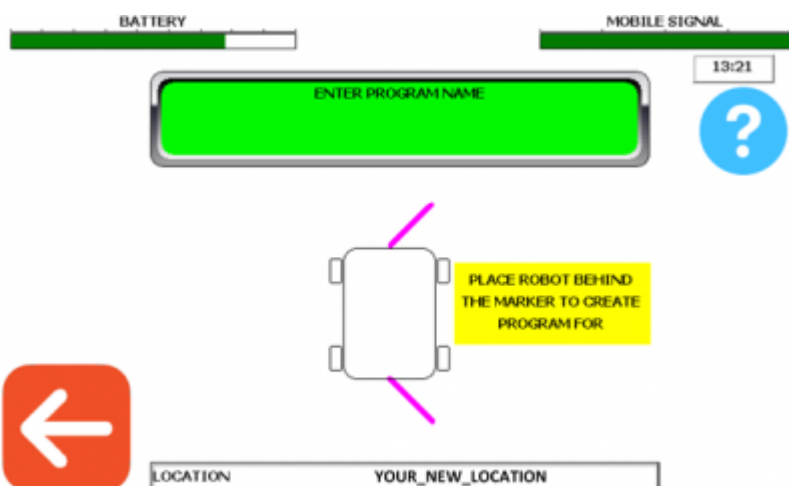 BATTERY
MOBILE SIGNAL
13:21
ENTER PROGRAM NAME
?
PLACE ROBOT BEHIND
THE MARKER TO CREATE
PROGRAM FOR
LOCATION YOUR_NEW_LOCATION